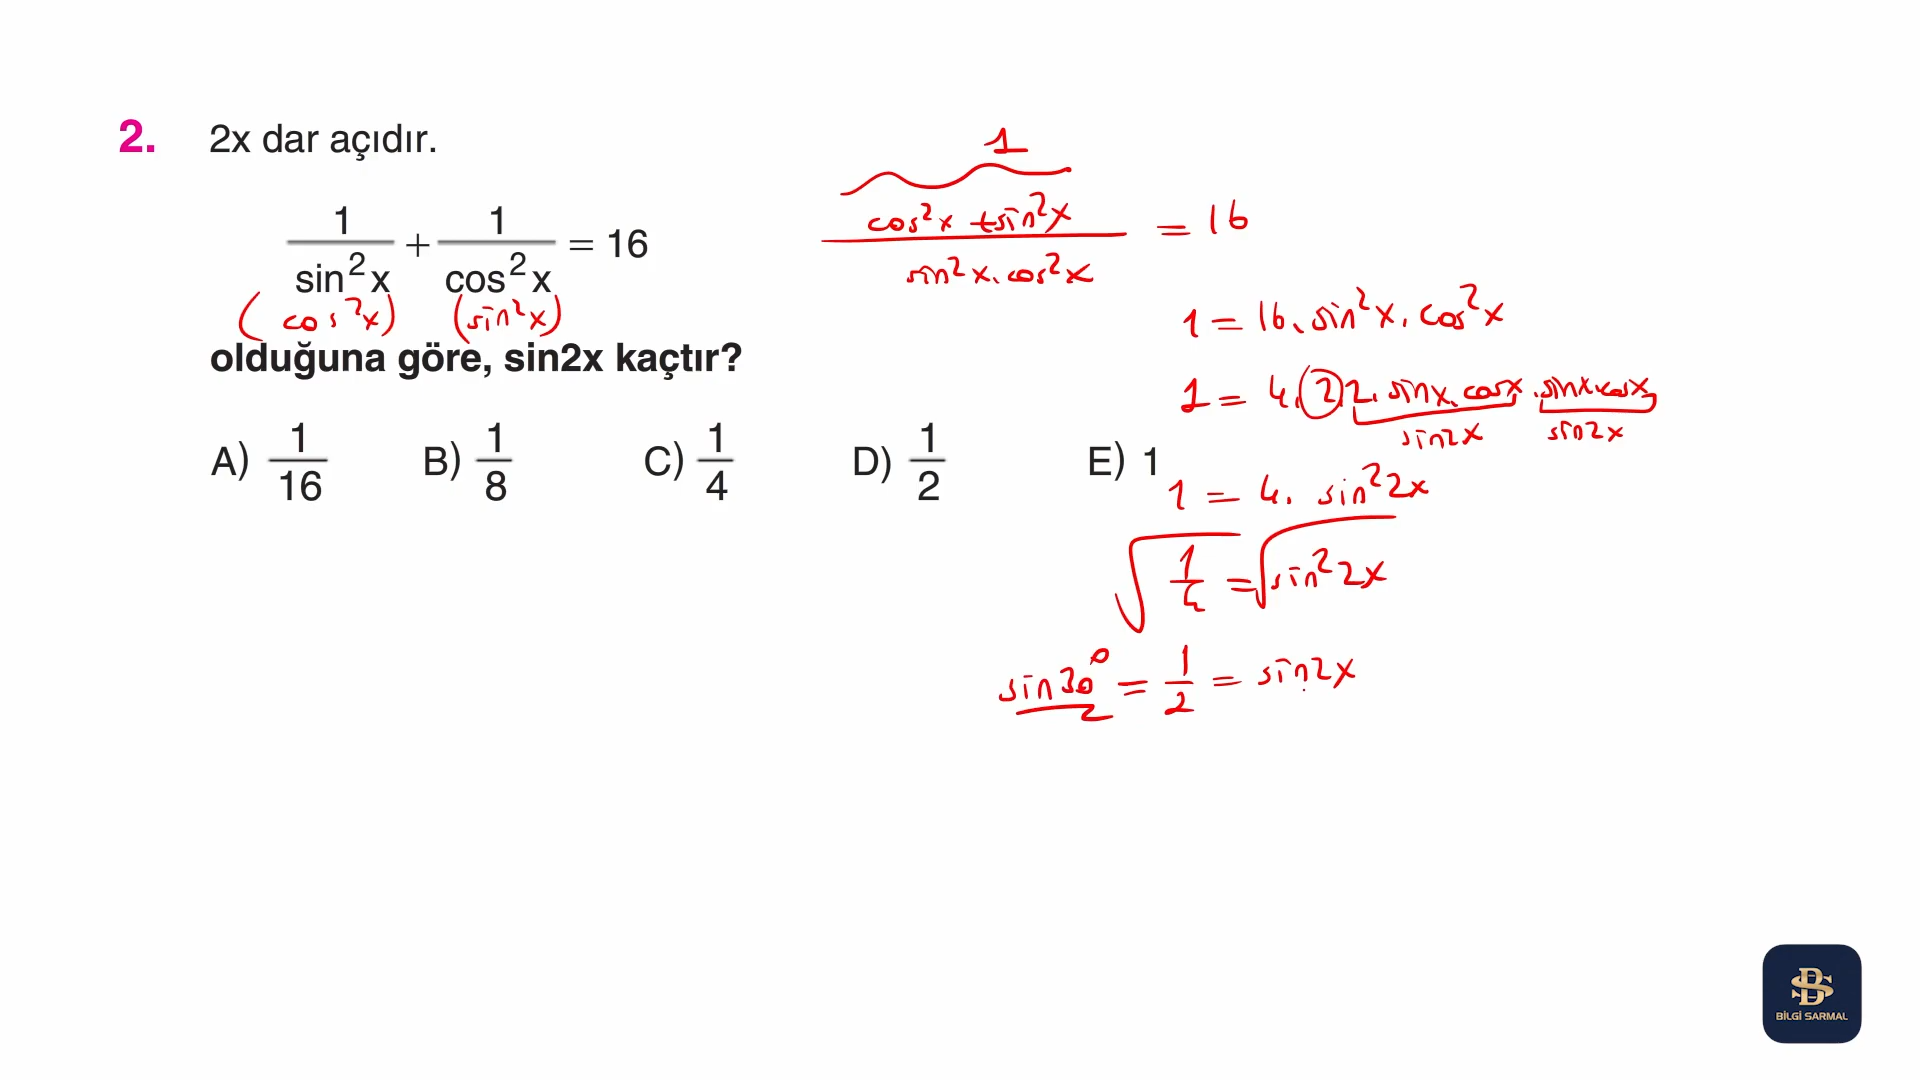 2. 2x dar açıdır.
1/sin²x + 1/cos²x = 16
(cos²x) (sin²x)
olduğuna göre, sin2x kaçtır?
A) 1/16 B) 1/8 C) 1/4 D) 1/2 E) 1
1
cos²x + sin²x / sin²x . cos²x = 16
1 = 16 . sin²x . cos²x
1 = 4 . 2 . 2 . sinx . cosx . sinx . cosx
sin2x sin2x
1 = 4 . sin²2x
√1/4 = √sin²2x
sin30° = 1/2 = sin2x
BİLGİ SARMAL